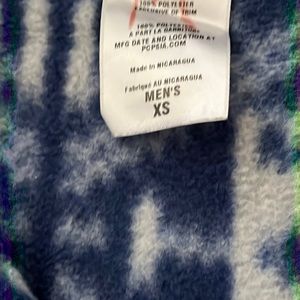 100% POLYESTER
EXCLUSIVE OF TRIM
100% POLYESTER
A PART LA GARNITURE
MFG DATE AND LOCATION AT
PCPSIA.COM
Made in NICARAGUA
Fabriqué AU NICARAGUA
MEN'S
XS